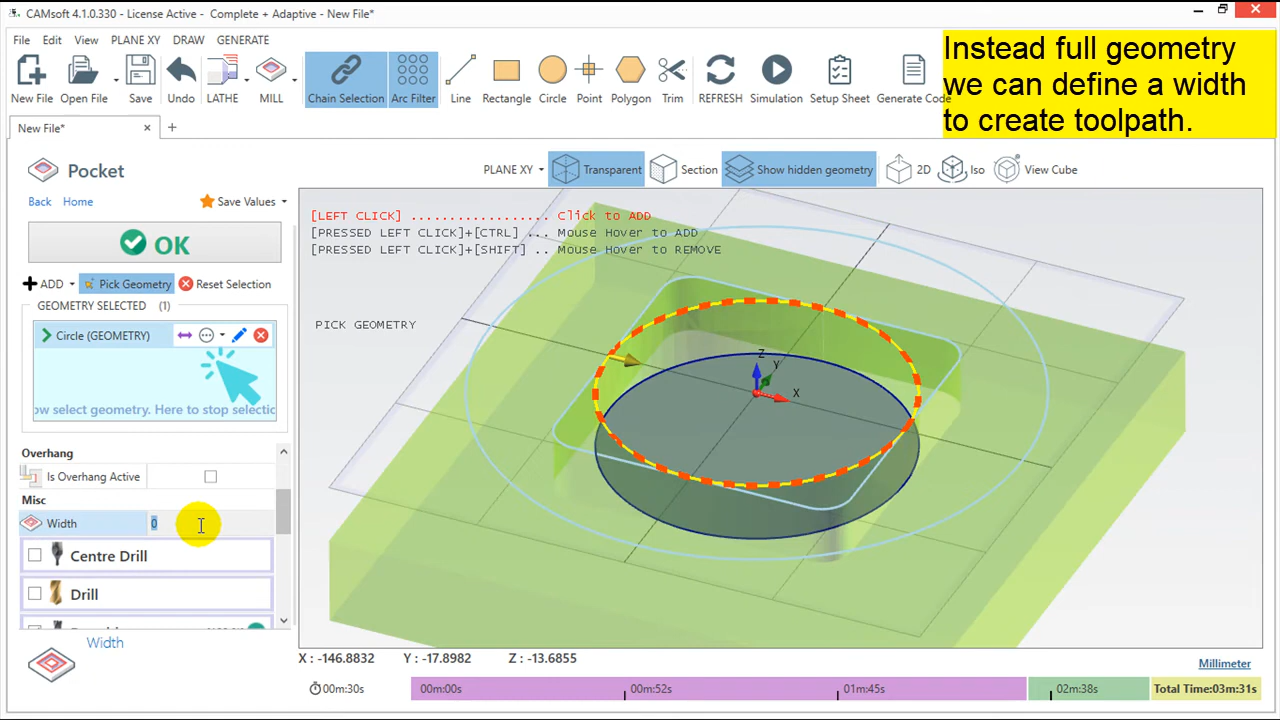 CAMsoft 4.1.0.330 - License Active - Complete + Adaptive - New File*
File Edit View PLANE XY DRAW GENERATE
New File Open File Save Undo LATHE MILL Chain Selection Arc Filter Line Rectangle Circle Point Polygon Trim REFRESH Simulation Setup Sheet Generate Code
Instead full geometry
we can define a width
to create toolpath.
New File*
Pocket
PLANE XY Transparent Section Show hidden geometry 2D Iso View Cube
Back Home Save Values
OK
[LEFT CLICK] ................. Click to ADD
[PRESSED LEFT CLICK]+[CTRL] ... Mouse Hover to ADD
[PRESSED LEFT CLICK]+[SHIFT] .. Mouse Hover to REMOVE
ADD Pick Geometry Reset Selection
GEOMETRY SELECTED (1)
PICK GEOMETRY
Circle (GEOMETRY)
Z
Y
X
ow select geometry. Here to stop selectio
Overhang
Is Overhang Active
Misc
Width 0
Centre Drill
Drill
Width
X : -146.8832 Y : -17.8982 Z : -13.6855
Millimeter
00m:30s 00m:00s 00m:52s 01m:45s 02m:38s Total Time:03m:31s